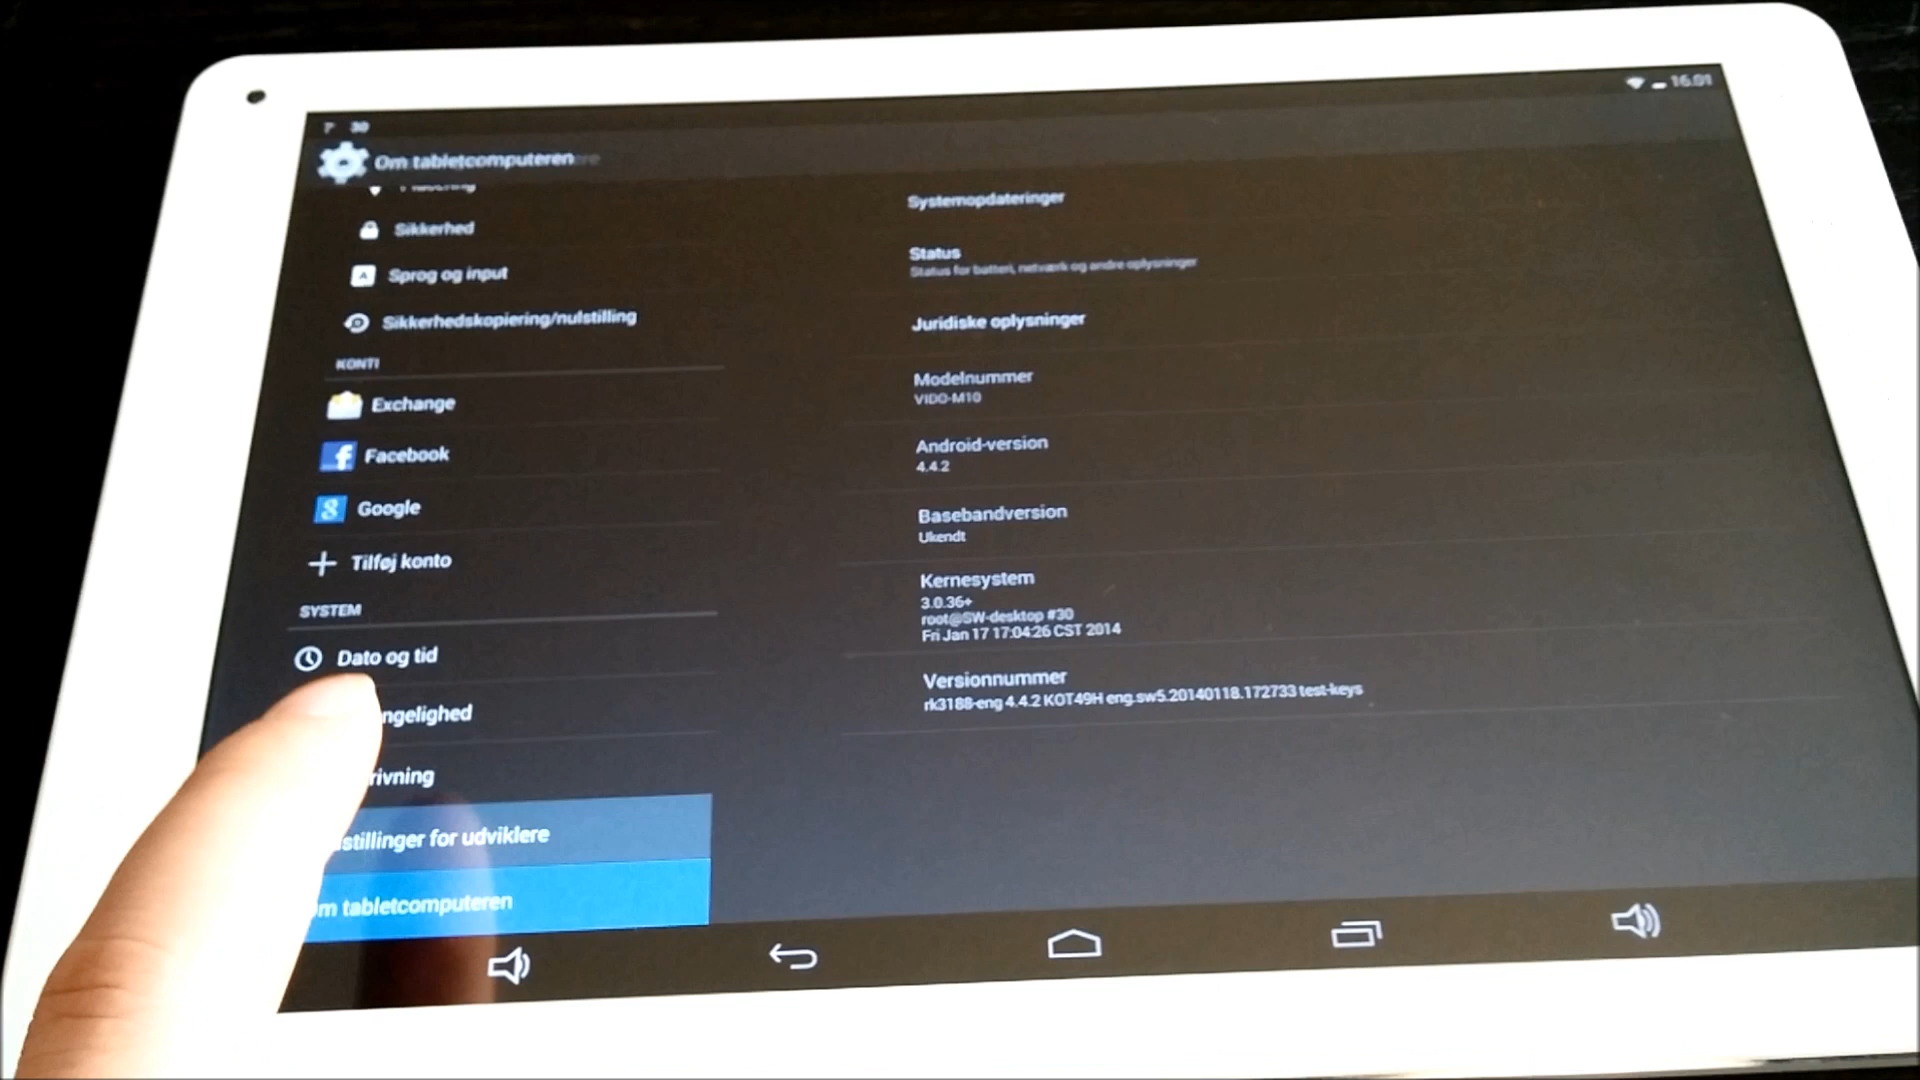 7° 30 16.01
Om tabletcomputeren
Sikkerhed
Sprog og input
Sikkerhedskopiering/nulstilling
KONTI
Exchange
Facebook
Google
Tilføj konto
SYSTEM
Dato og tid
ngelighed
rivning
stillinger for udviklere
m tabletcomputeren
Systemopdateringer
Status
Status for batteri, netværk og andre oplysninger
Juridiske oplysninger
Modelnummer
VIDO-M10
Android-version
4.4.2
Basebandversion
Ukendt
Kernesystem
3.0.36+
root@SW-desktop #30
Fri Jan 17 17:04:26 CST 2014
Versionnummer
rk3188-eng 4.4.2 KOT49H eng.sw5.20140118.172733 test-keys